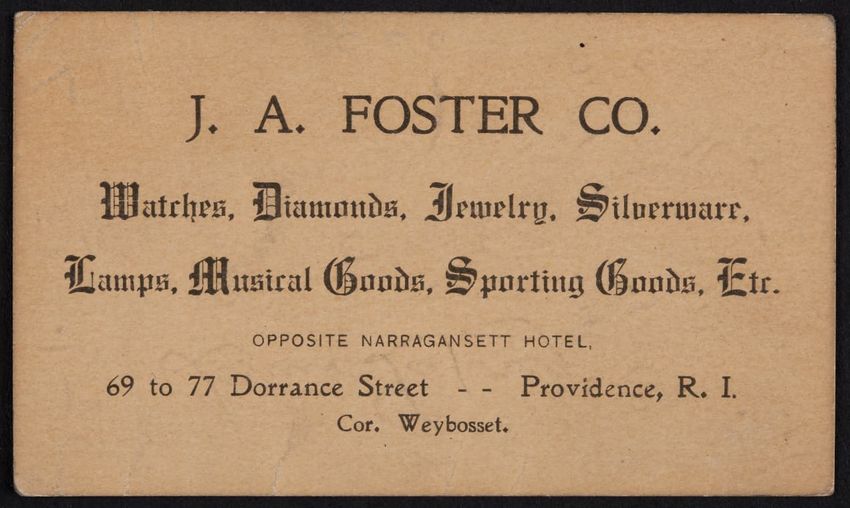 J. A. FOSTER CO.
Watches, Diamonds, Jewelry, Silverware,
Lamps, Musical Goods, Sporting Goods, Etc.
OPPOSITE NARRAGANSETT HOTEL,
69 to 77 Dorrance Street - - Providence, R. I.
Cor. Weybosset.